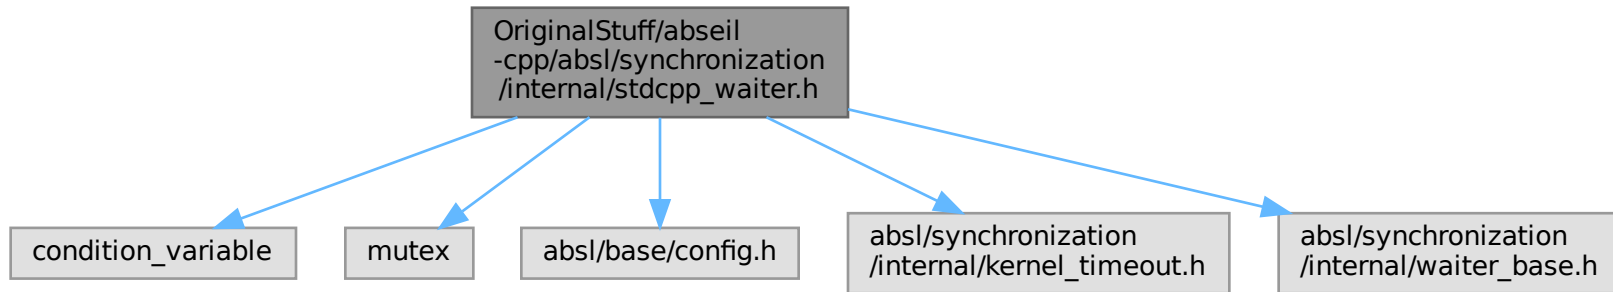 OriginalStuff/abseil
-cpp/absl/synchronization
/internal/stdcpp_waiter.h
condition_variable
mutex
absl/base/config.h
absl/synchronization
/internal/kernel_timeout.h
absl/synchronization
/internal/waiter_base.h